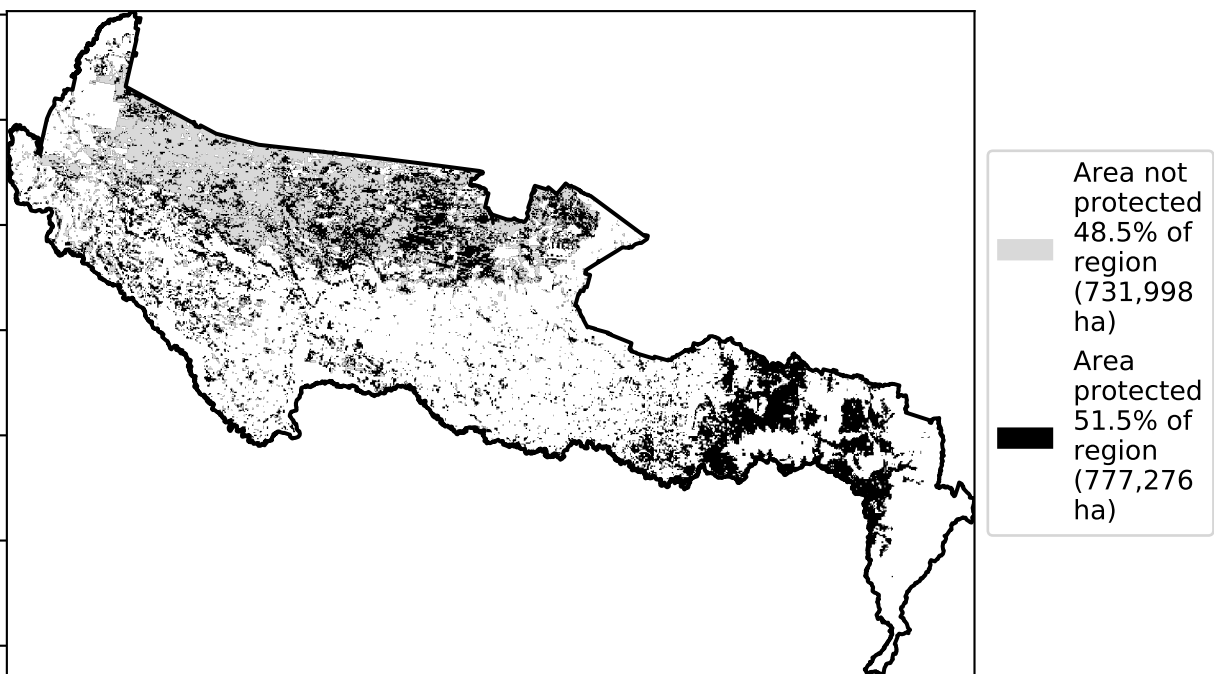 Area not
protected
48.5% of
region
(731,998
ha)
Area
protected
51.5% of
region
(777,276
ha)